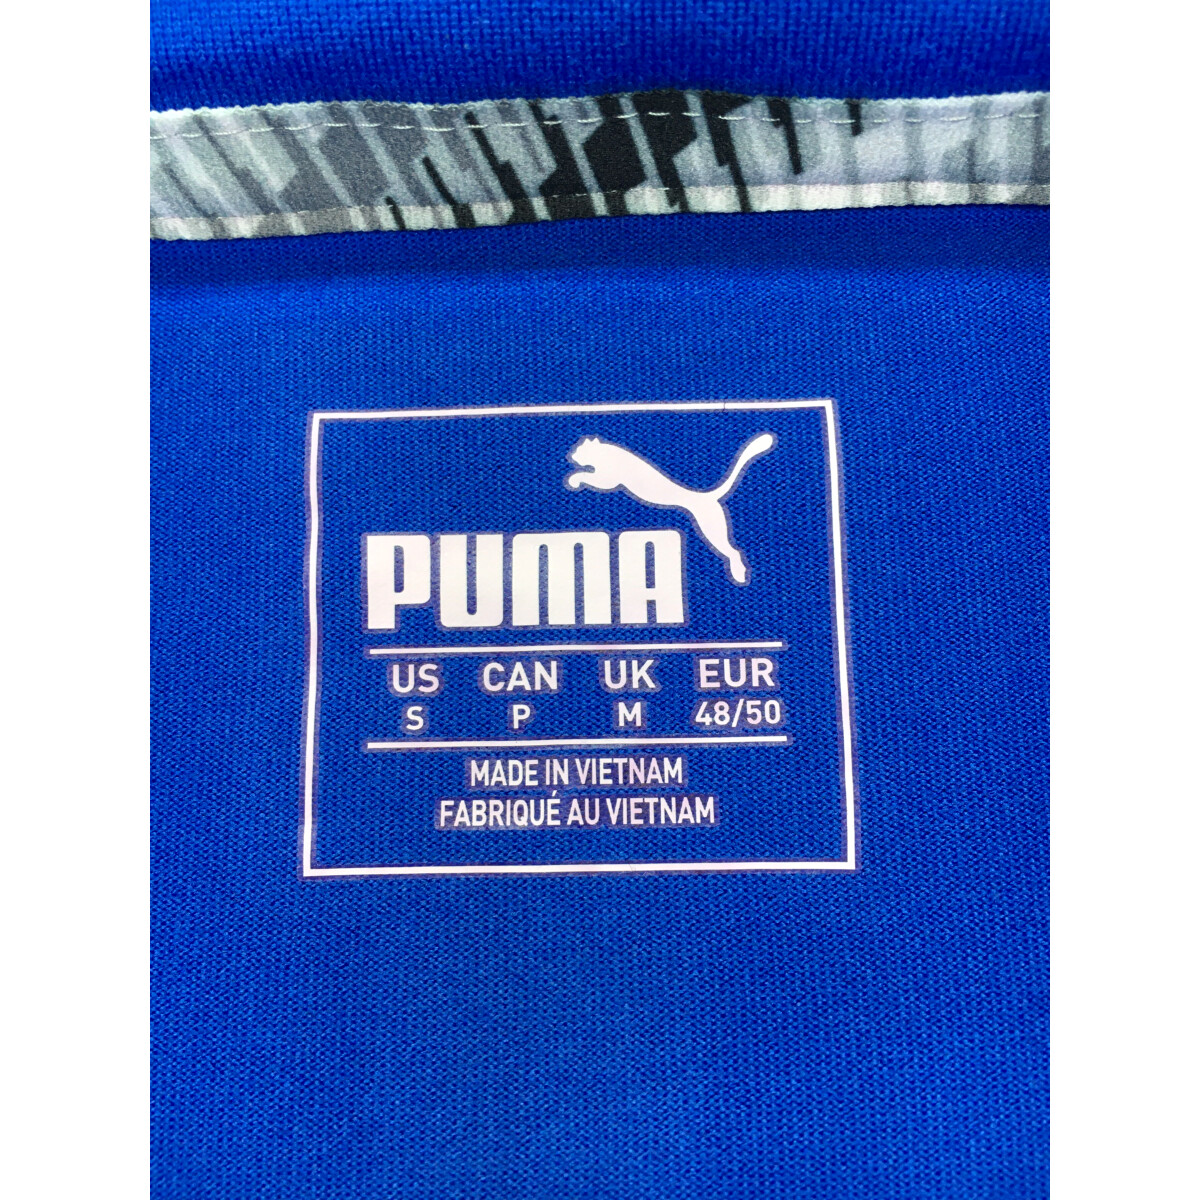 PUMA
US CAN UK EUR
S P M 48/50
MADE IN VIETNAM
FABRIQUÉ AU VIETNAM